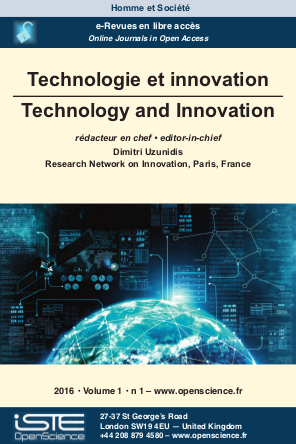 Homme et Société
e-Revues en libre accès
Online Journals in Open Access
Technologie et innovation
Technology and Innovation
rédacteur en chef • editor-in-chief
Dimitri Uzunidis
Research Network on Innovation, Paris, France
2016 • Volume 1 • n 1 – www.openscience.fr
iSTE
OpenScience
27-37 St George's Road
London SW19 4EU — United Kingdom
+44 208 879 4580 – www.openscience.fr